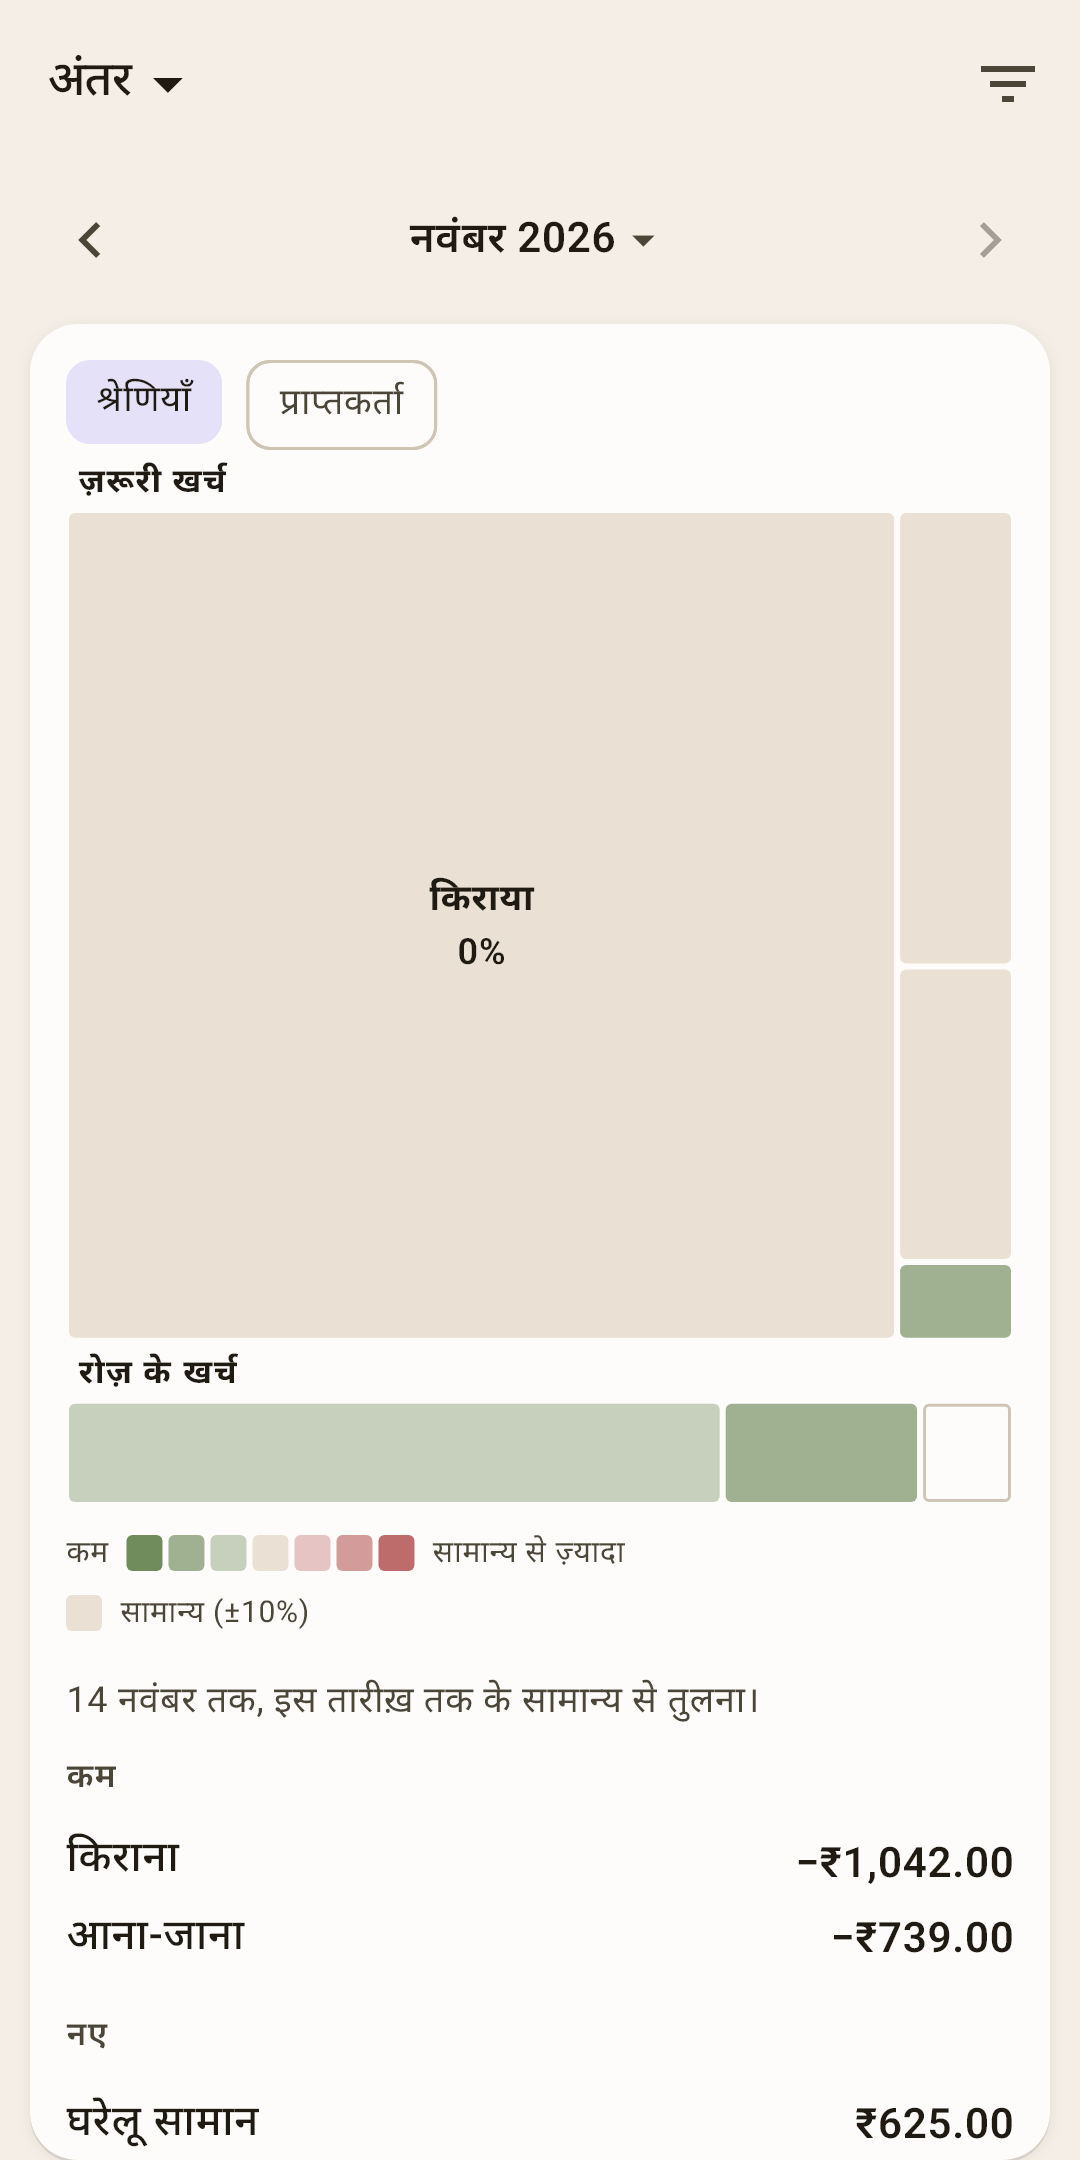 अंतर
नवंबर 2026
श्रेणियाँ
प्राप्तकर्ता
ज़रूरी खर्च
किराया
0%
रोज़ के खर्च
कम
सामान्य से ज़्यादा
सामान्य (±10%)
14 नवंबर तक, इस तारीख़ तक के सामान्य से तुलना।
कम
किराना −₹1,042.00
आना-जाना −₹739.00
नए
घरेलू सामान ₹625.00